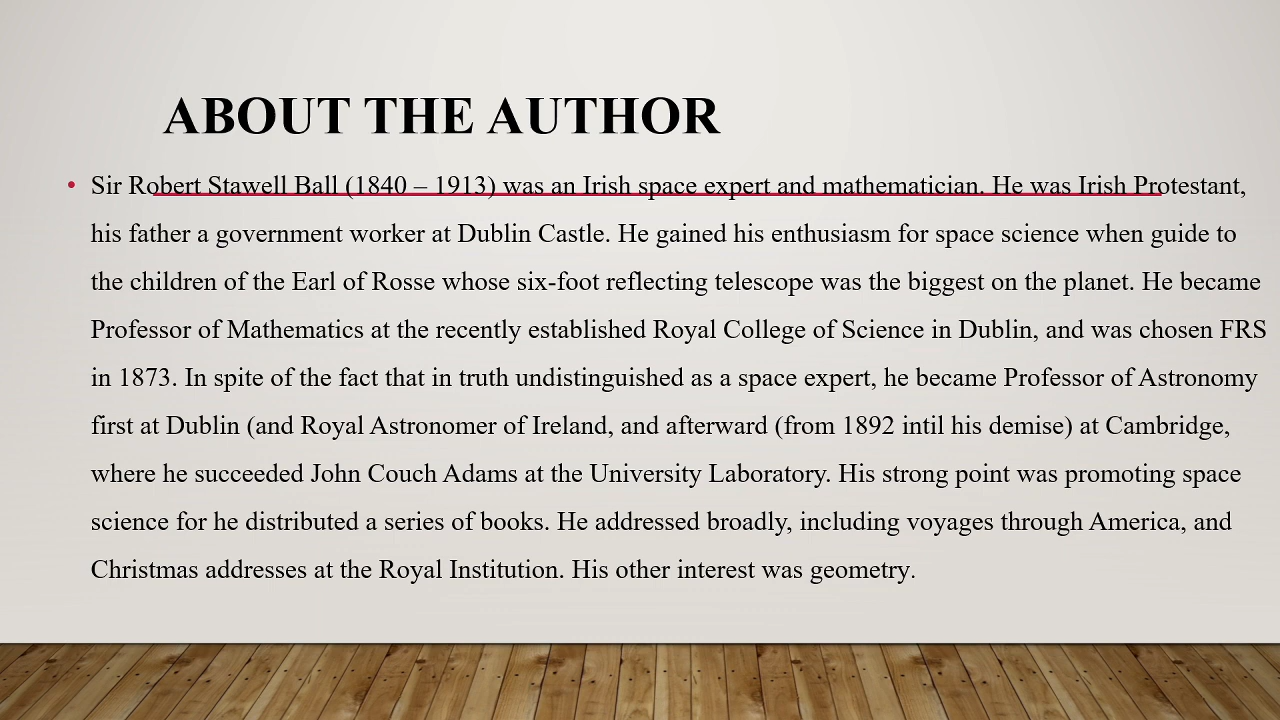 ABOUT THE AUTHOR
• Sir Robert Stawell Ball (1840 – 1913) was an Irish space expert and mathematician. He was Irish Protestant,
his father a government worker at Dublin Castle. He gained his enthusiasm for space science when guide to
the children of the Earl of Rosse whose six-foot reflecting telescope was the biggest on the planet. He became
Professor of Mathematics at the recently established Royal College of Science in Dublin, and was chosen FRS
in 1873. In spite of the fact that in truth undistinguished as a space expert, he became Professor of Astronomy
first at Dublin (and Royal Astronomer of Ireland, and afterward (from 1892 intil his demise) at Cambridge,
where he succeeded John Couch Adams at the University Laboratory. His strong point was promoting space
science for he distributed a series of books. He addressed broadly, including voyages through America, and
Christmas addresses at the Royal Institution. His other interest was geometry.